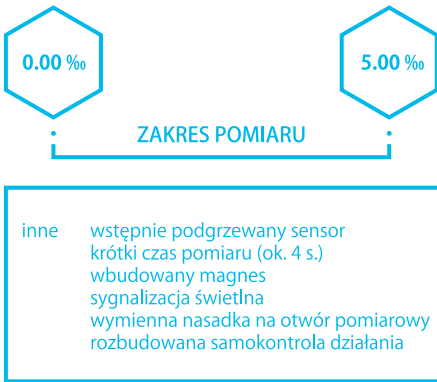 0.00 ‰ 5.00 ‰
ZAKRES POMIARU
inne wstępnie podgrzewany sensor
krótki czas pomiaru (ok. 4 s.)
wbudowany magnes
sygnalizacja świetlna
wymienna nasadka na otwór pomiarowy
rozbudowana samokontrola działania